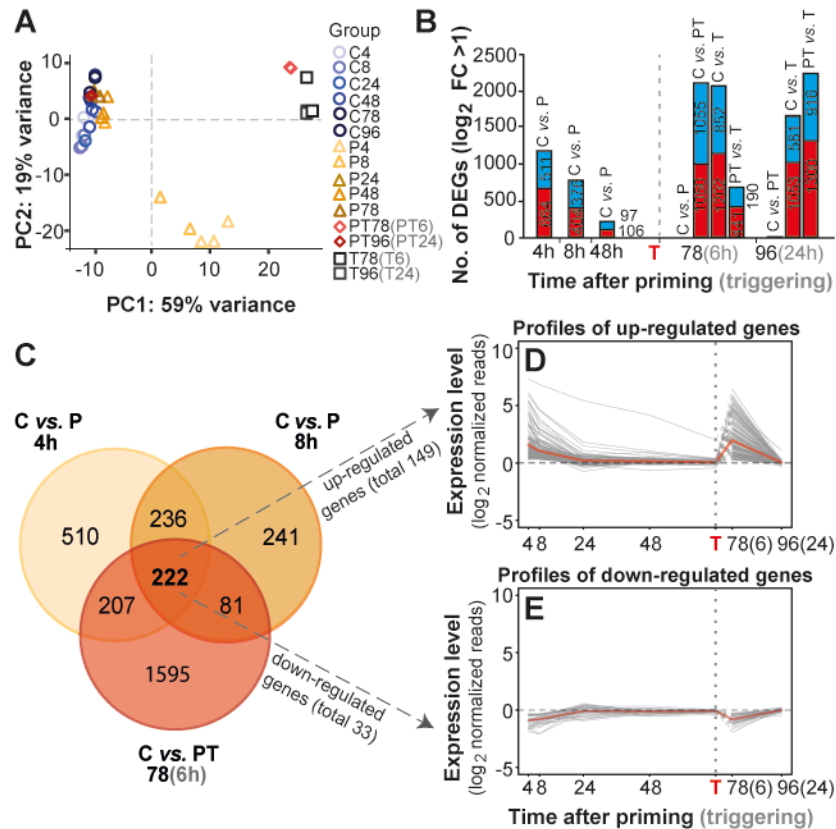 A
Group
C4
C8
C24
C48
C78
C96
P4
P8
P24
P48
P78
PT78(PT6)
PT96(PT24)
T78(T6)
T96(T24)
PC2: 19% variance
10
0
-10
-20
-10
0
10
20
PC1: 59% variance
B
No. of DEGs (log2 FC >1)
2500
2000
1500
1000
500
0
C vs. P
511
C vs. P
C vs. P
97
106
C vs. P
C vs. PT
1055
C vs. T
852
PT vs. T
190
C vs. PT
C vs. T
581
PT vs. T
916
4h
8h
48h
T
78(6h)
96(24h)
Time after priming (triggering)
C
C vs. P
4h
C vs. P
8h
510
236
241
222
207
81
1595
C vs. PT
78(6h)
up-regulated
genes (total 149)
down-regulated
genes (total 33)
Profiles of up-regulated genes
D
Expression level
(log2 normalized reads)
10
5
0
-5
4 8 24 48 T 78(6) 96(24)
Profiles of down-regulated genes
E
Expression level
(log2 normalized reads)
10
5
0
-5
4 8 24 48 T 78(6) 96(24)
Time after priming (triggering)